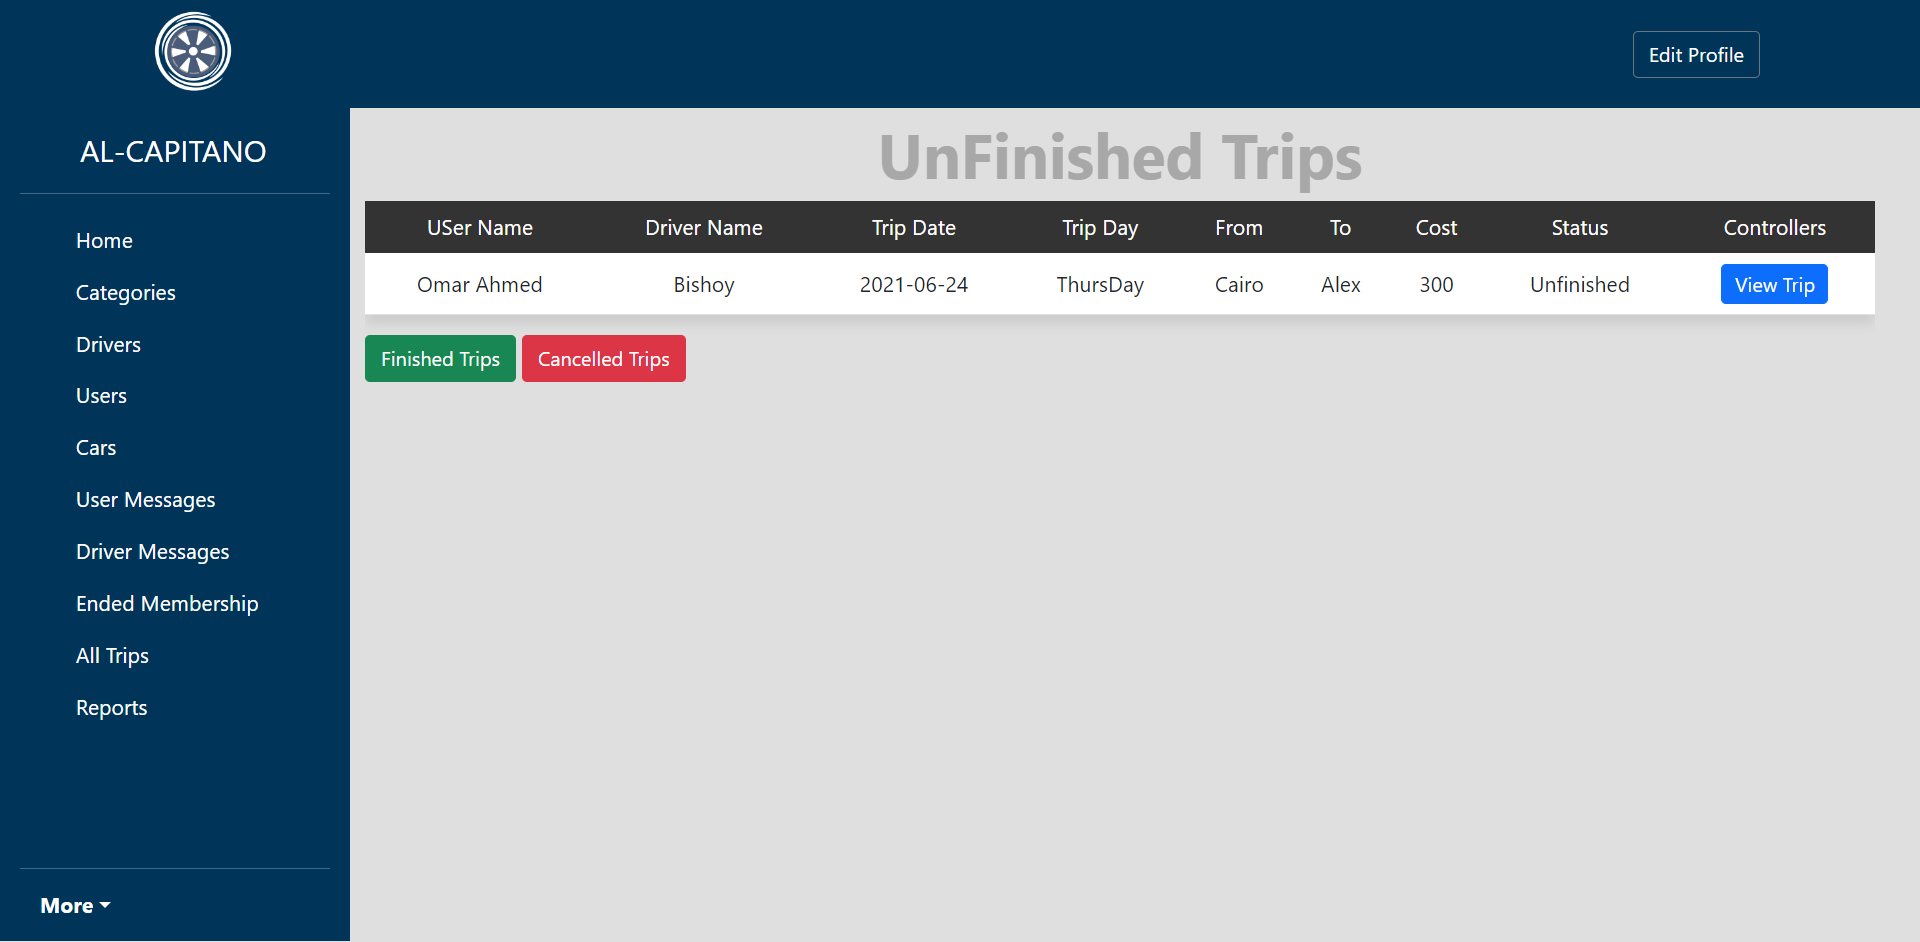 Edit Profile
AL-CAPITANO
Home
Categories
Drivers
Users
Cars
User Messages
Driver Messages
Ended Membership
All Trips
Reports
More
UnFinished Trips
USer Name Driver Name Trip Date Trip Day From To Cost Status Controllers
Omar Ahmed Bishoy 2021-06-24 ThursDay Cairo Alex 300 Unfinished View Trip
Finished Trips Cancelled Trips